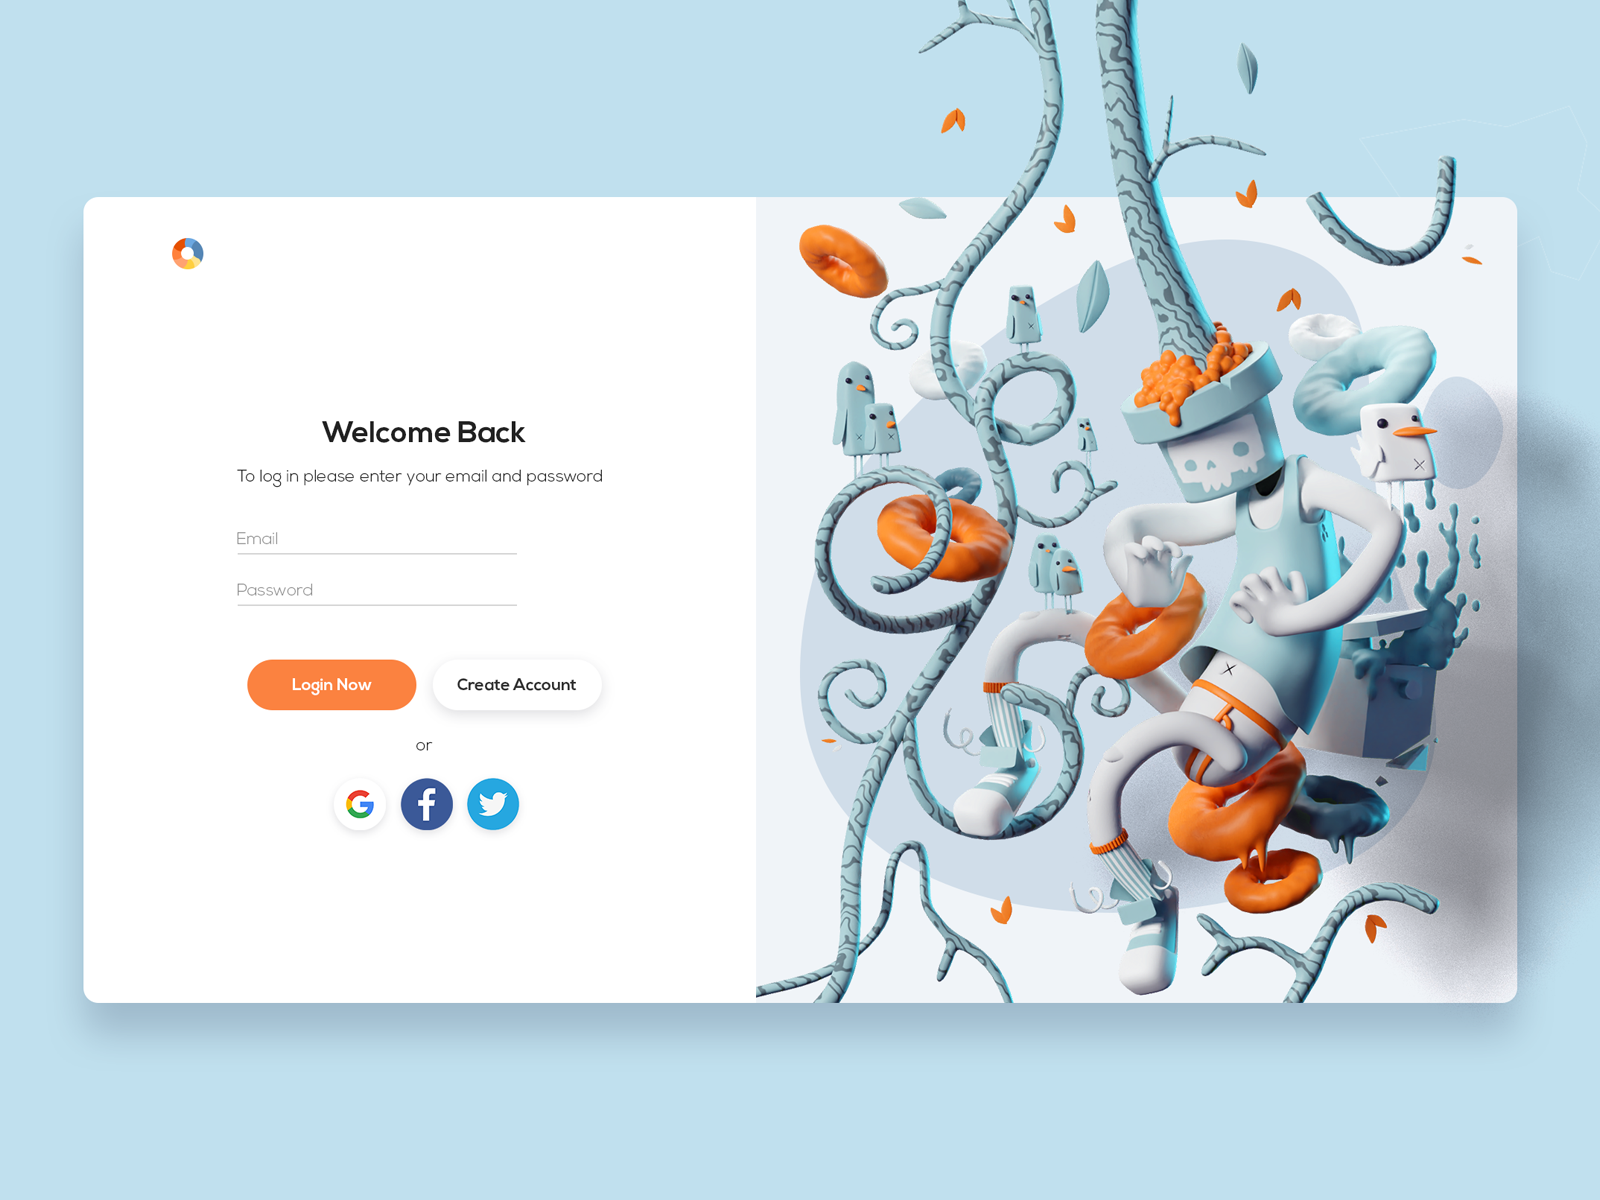 Welcome Back
To log in please enter your email and password
Email
Password
Login Now
Create Account
or